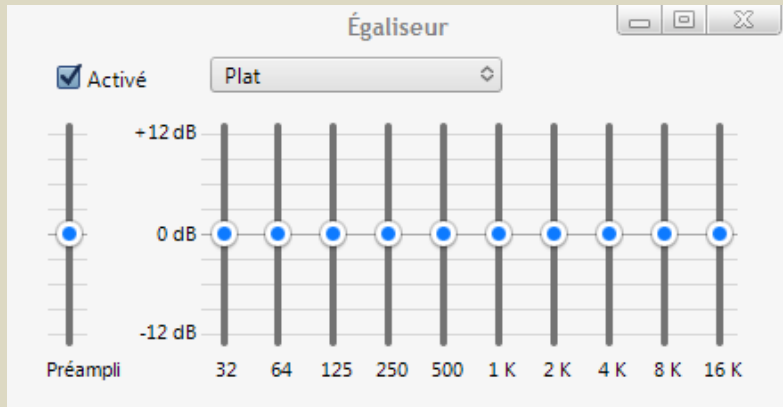 Égaliseur
Activé
Plat
+12 dB
0 dB
-12 dB
Préampli 32 64 125 250 500 1 K 2 K 4 K 8 K 16 K